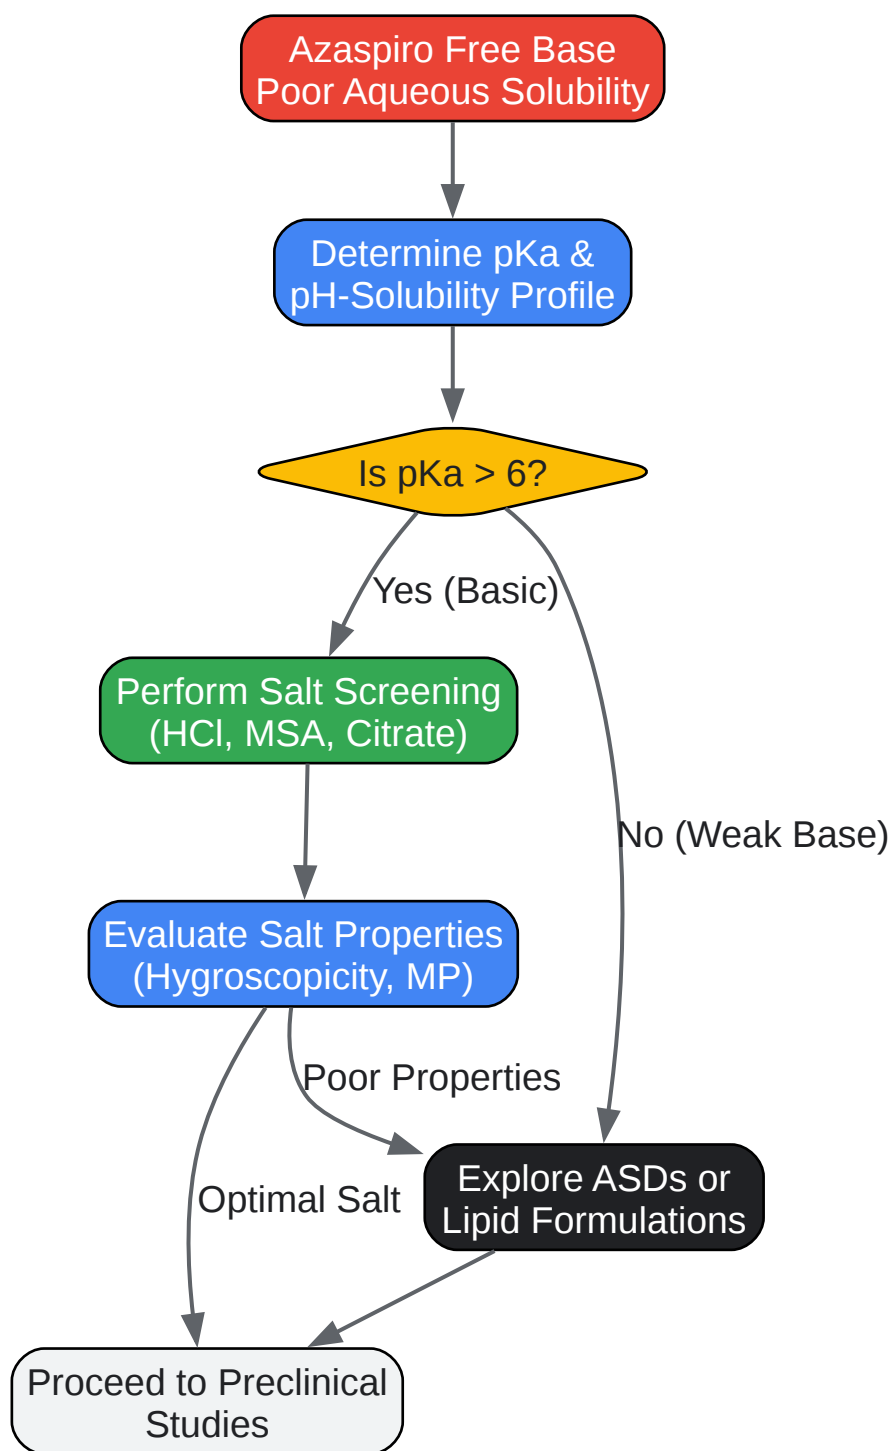 Azaspiro Free Base
Poor Aqueous Solubility
Determine pKa &
pH-Solubility Profile
Is pKa > 6?
Yes (Basic)
Perform Salt Screening
(HCl, MSA, Citrate)
No (Weak Base)
Evaluate Salt Properties
(Hygroscopicity, MP)
Poor Properties
Explore ASDs or
Lipid Formulations
Optimal Salt
Proceed to Preclinical
Studies